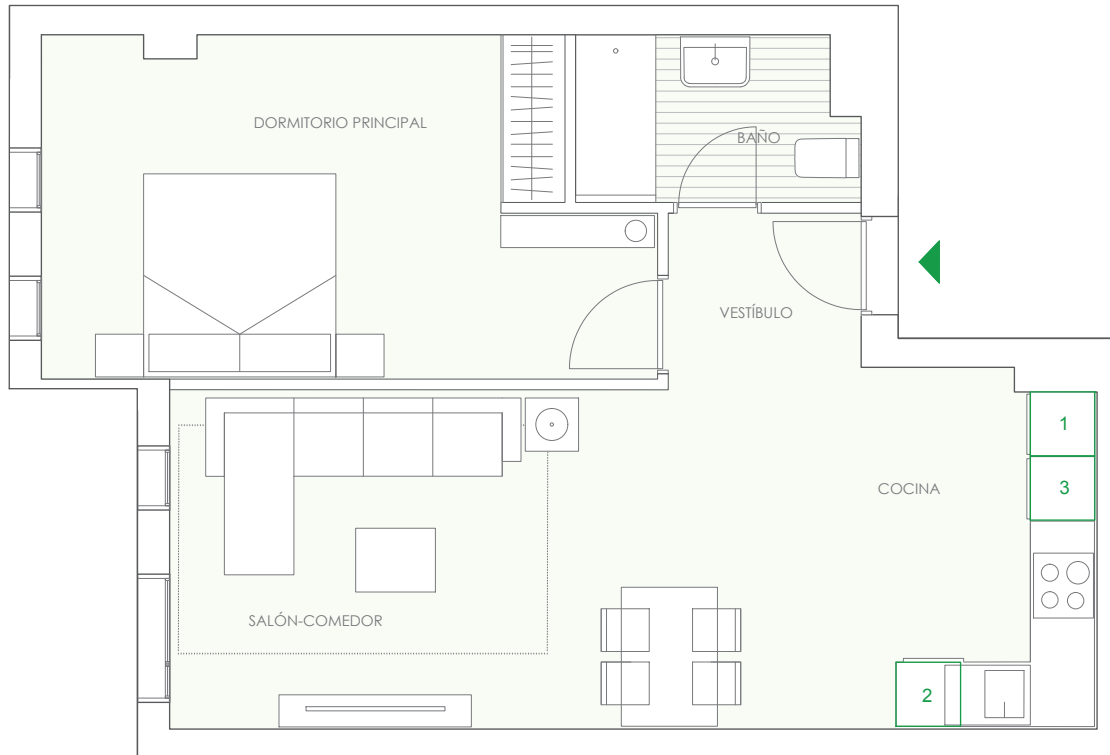 DORMITORIO PRINCIPAL
BAÑO
VESTÍBULO
1
COCINA
3
SALÓN-COMEDOR
2